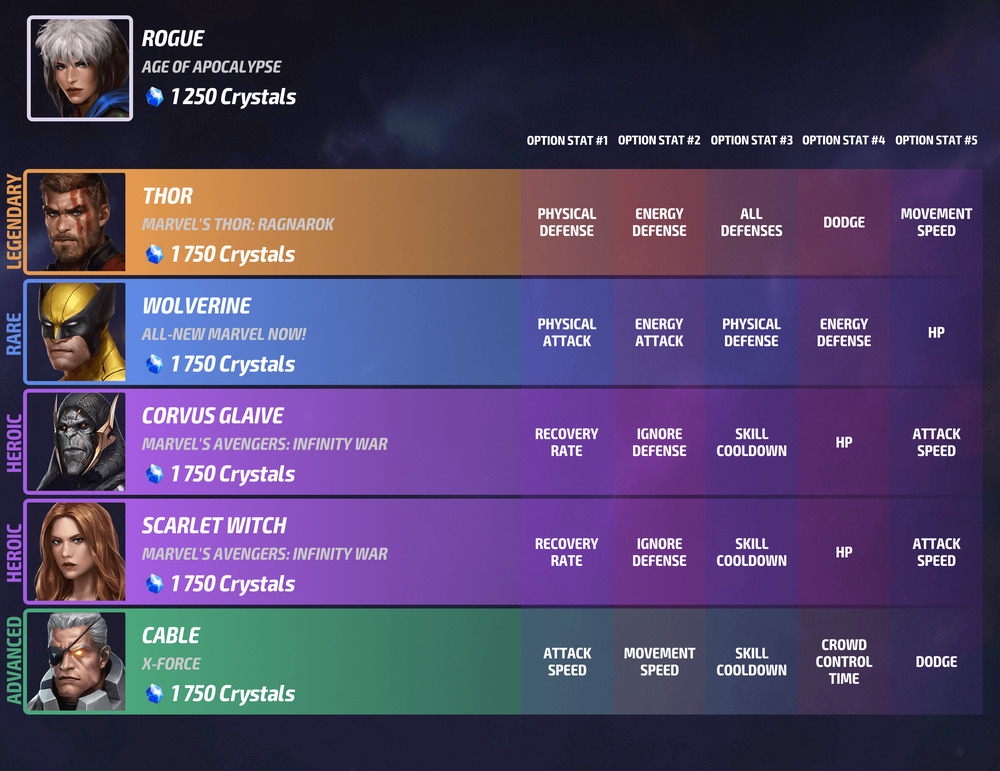 ROGUE
AGE OF APOCALYPSE
1 250 Crystals
OPTION STAT #1 OPTION STAT #2 OPTION STAT #3 OPTION STAT #4 OPTION STAT #5
LEGENDARY
THOR
MARVEL'S THOR: RAGNAROK
1 750 Crystals
PHYSICAL
DEFENSE
ENERGY
DEFENSE
ALL
DEFENSES
DODGE
MOVEMENT
SPEED
RARE
WOLVERINE
ALL-NEW MARVEL NOW!
1 750 Crystals
PHYSICAL
ATTACK
ENERGY
ATTACK
PHYSICAL
DEFENSE
ENERGY
DEFENSE
HP
HEROIC
CORVUS GLAIVE
MARVEL'S AVENGERS: INFINITY WAR
1 750 Crystals
RECOVERY
RATE
IGNORE
DEFENSE
SKILL
COOLDOWN
HP
ATTACK
SPEED
HEROIC
SCARLET WITCH
MARVEL'S AVENGERS: INFINITY WAR
1 750 Crystals
RECOVERY
RATE
IGNORE
DEFENSE
SKILL
COOLDOWN
HP
ATTACK
SPEED
ADVANCED
CABLE
X-FORCE
1 750 Crystals
ATTACK
SPEED
MOVEMENT
SPEED
SKILL
COOLDOWN
CROWD
CONTROL
TIME
DODGE